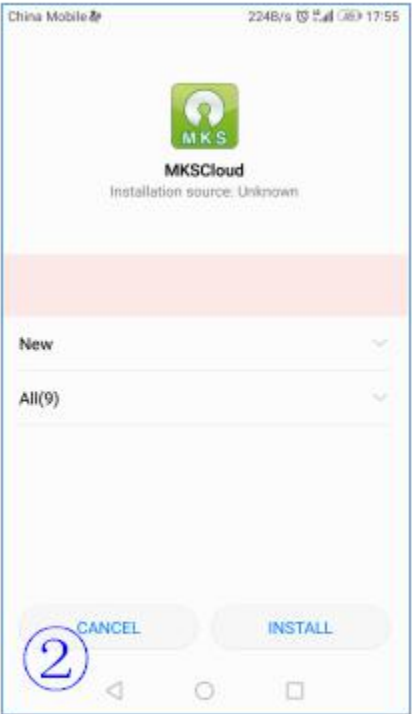 China Mobile 224B/s 17:55
MKS
MKSCloud
Installation source: Unknown
New
All(9)
CANCEL INSTALL
②